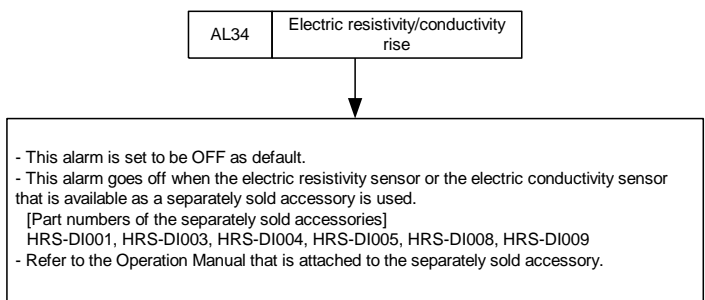 AL34
Electric resistivity/conductivity
rise
- This alarm is set to be OFF as default.
- This alarm goes off when the electric resistivity sensor or the electric conductivity sensor
that is available as a separately sold accessory is used.
[Part numbers of the separately sold accessories]
HRS-DI001, HRS-DI003, HRS-DI004, HRS-DI005, HRS-DI008, HRS-DI009
- Refer to the Operation Manual that is attached to the separately sold accessory.